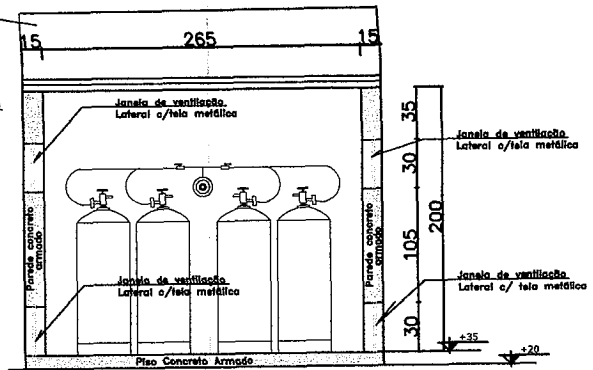 15 265 15
Janela de ventilação
Lateral c/tela metálica
Janela de ventilação
Lateral c/tela metálica
35
30
105
30
200
Parede concreto
armado
Parede concreto
armado
Janela de ventilação
Lateral c/tela metálica
Janela de ventilação
Lateral c/ tela metálica
+35
+20
Piso Concreto Armado